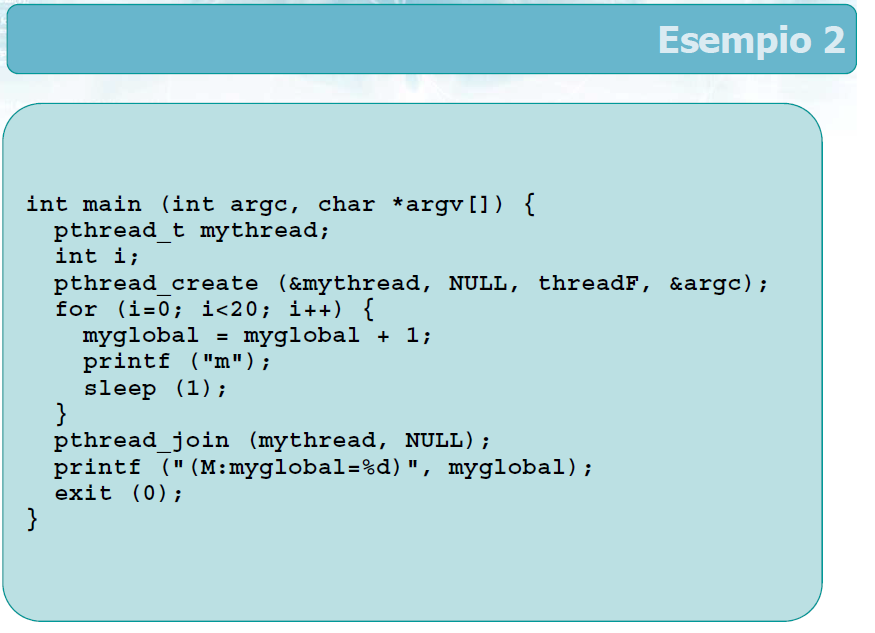 Esempio 2
int main (int argc, char *argv[]) {
pthread_t mythread;
int i;
pthread_create (&mythread, NULL, threadF, &argc);
for (i=0; i<20; i++) {
myglobal = myglobal + 1;
printf ("m");
sleep (1);
}
pthread_join (mythread, NULL);
printf ("(M:myglobal=%d)", myglobal);
exit (0);
}